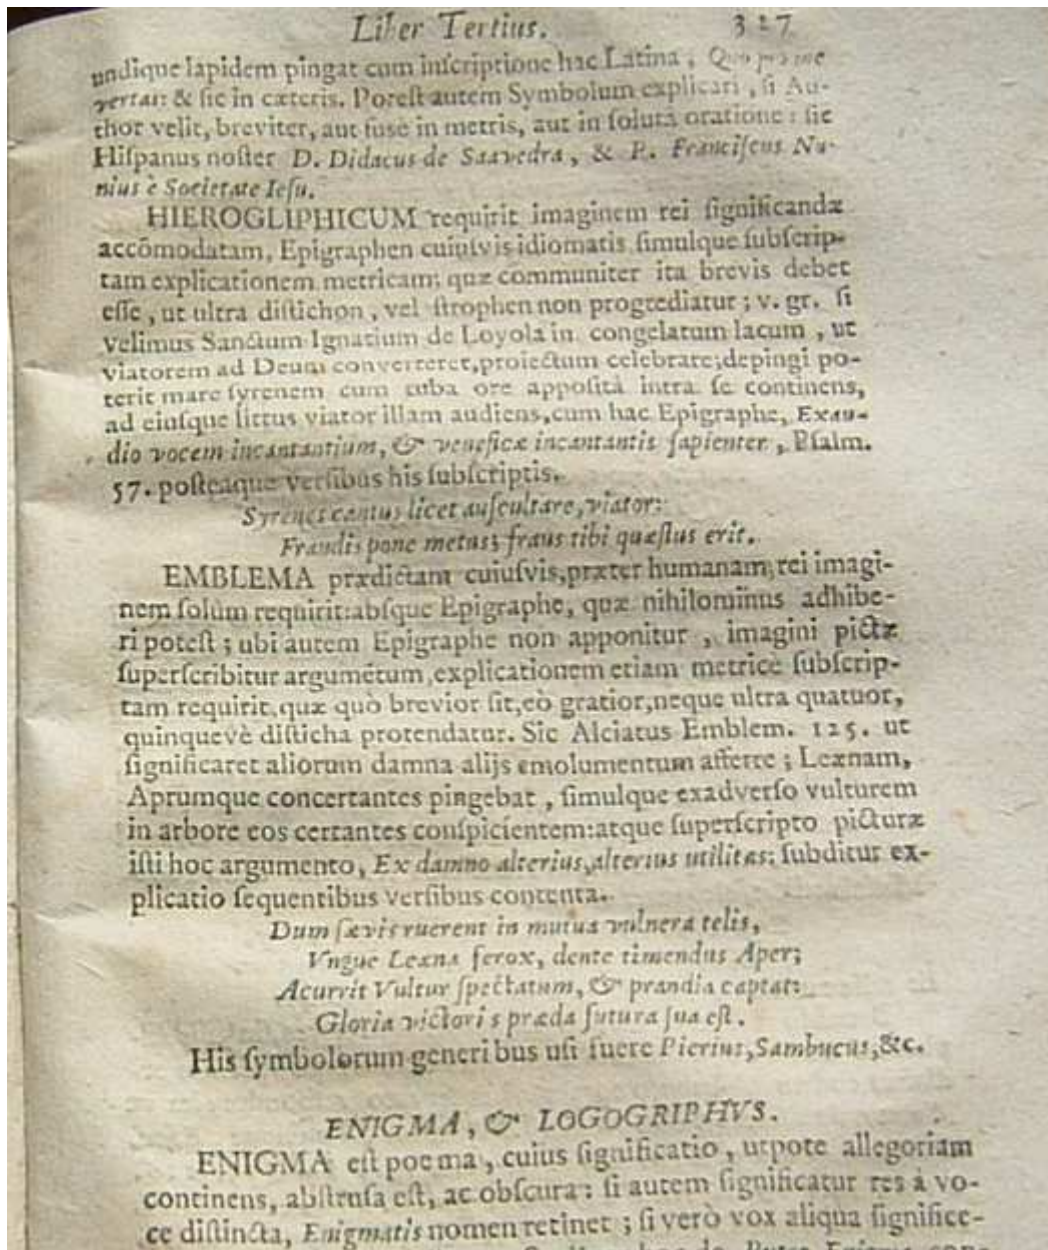 Liber Tertius. 327
undique lapidem pingat cum inſcriptione hac Latina, Quo me
vertas: & ſic in cæteris. Poteſt autem Symbolum explicari, ſi Au-
thor velit, breviter, aut fuse in metris, aut in ſoluta oratione: ſic
Hiſpanus noſter D. Didacus de Saavedra, & P. Franciſcus Nu-
nius è Societate Ieſu.
HIEROGLIPHICUM requirit imaginem rei ſignificandæ
accõmodatam, Epigraphen cuiuſvis idiomatis ſimulque ſubſcrip-
tam explicationem metricam; quæ communiter ita brevis debet
eſſe, ut ultra diſtichon, vel ſtrophen non progrediatur; v. gr. ſi
velimus Sanctum Ignatium de Loyola in congelatum lacum, ut
viatorem ad Deum converteret, proiectum celebrare; depingi po-
terit mare ſyrenem cum tuba ore appoſità intra ſe continens,
ad eiuſque littus viator illam audiens, cum hac Epigraphe, Exau-
dio vocem incantantium, & veneficæ incantantis ſapienter, Pſalm.
57. poſteaque verſibus his ſubſcriptis.
Syrenes cantus licet auſcultare, viator:
Fraudis pone metus; fraus tibi quæſtus erit.
EMBLEMA prædictam cuiuſvis, præter humanam, rei imagi-
nem ſolùm requirit: abſque Epigraphe, quæ nihilominus adhibe-
ri poteſt; ubi autem Epigraphe non apponitur, imagini pictæ
ſuperſcribitur argumẽtum, explicationem etiam metricè ſubſcrip-
tam requirit, quæ quò brevior ſit, eò gratior, neque ultra quatuor,
quinquevè diſticha protendatur. Sic Alciatus Emblem. 125. ut
ſignificaret aliorum damna alijs emolumentum afferre; Leænam,
Aprumque concertantes pingebat, ſimulque exadverſo vulturem
in arbore eos certantes conſpicientem: atque ſuperſcripto picturæ
iſti hoc argumento, Ex damno alterius, alterius utilitas: ſubditur ex-
plicatio ſequentibus verſibus contenta.
Dum ſævis ruerent in mutua vulnera telis,
Vngue Leæna ferox, dente timendus Aper;
Acurrit Vultur ſpectatum, & prandia captat:
Gloria victoris præda futura ſua eſt.
His ſymbolorum generibus uſi fuere Pierius, Sambucus, &c.
ENIGMA, & LOGOGRIPHVS.
ENIGMA eſt poema, cuius ſignificatio, utpote allegoriam
continens, abſtruſa eſt, ac obſcura: ſi autem ſignificatur res à vo-
ce diſtincta, Enigmatis nomen retinet; ſi verò vox aliqua ſignifice-